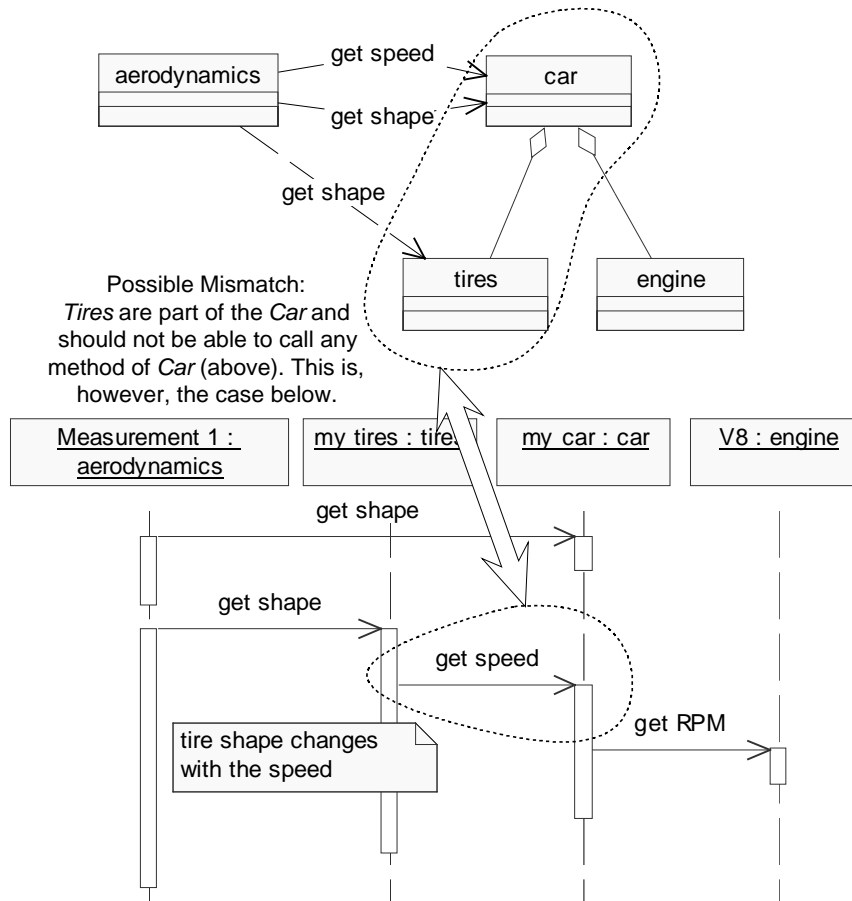 get speed
aerodynamics
car
get shape
get shape
tires
engine
Possible Mismatch:
Tires are part of the Car and
should not be able to call any
method of Car (above). This is,
however, the case below.
Measurement 1 :
aerodynamics
my tires : tires
my car : car
V8 : engine
get shape
get shape
get speed
get RPM
tire shape changes
with the speed